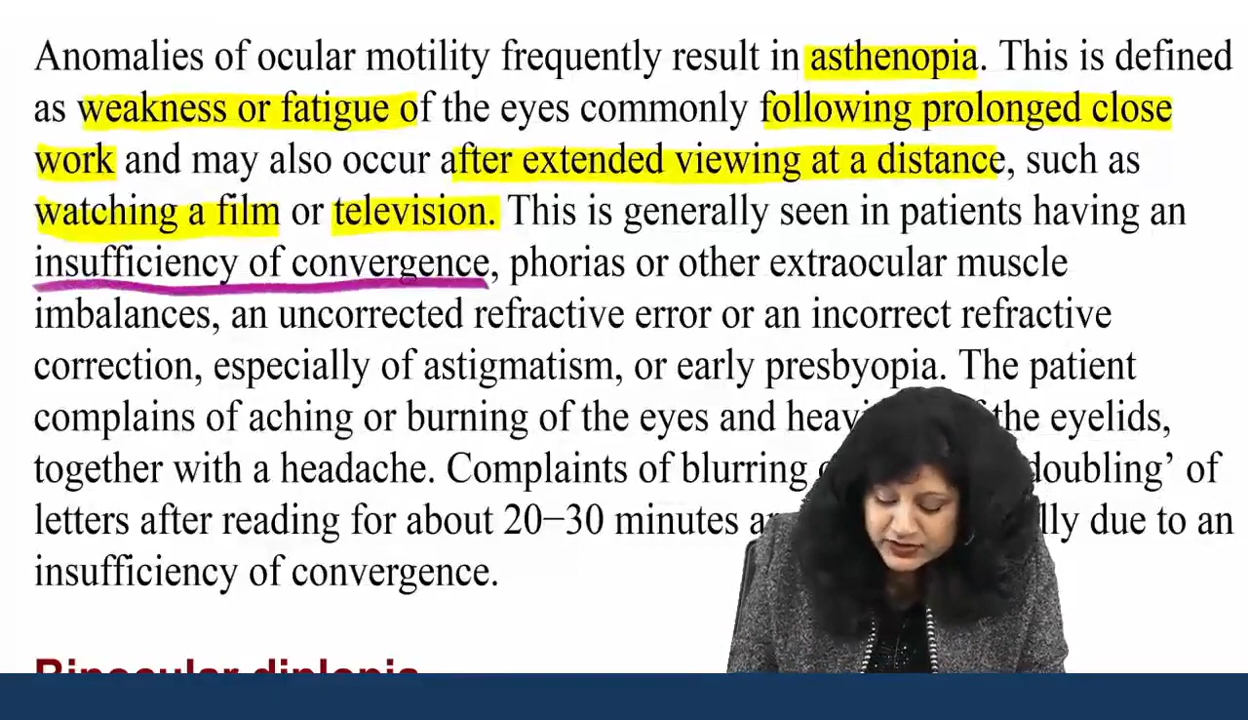 Anomalies of ocular motility frequently result in asthenopia. This is defined
as weakness or fatigue of the eyes commonly following prolonged close
work and may also occur after extended viewing at a distance, such as
watching a film or television. This is generally seen in patients having an
insufficiency of convergence, phorias or other extraocular muscle
imbalances, an uncorrected refractive error or an incorrect refractive
correction, especially of astigmatism, or early presbyopia. The patient
complains of aching or burning of the eyes and the eyelids,
together with a headache. Complaints of blurring doubling’ of
letters after reading for about 20–30 minutes due to an
insufficiency of convergence.
Binocular diplopia